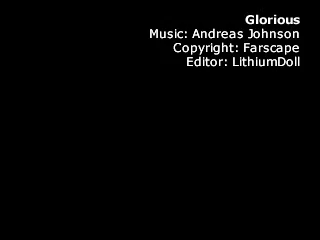 Glorious
Music: Andreas Johnson
Copyright: Farscape
Editor: LithiumDoll